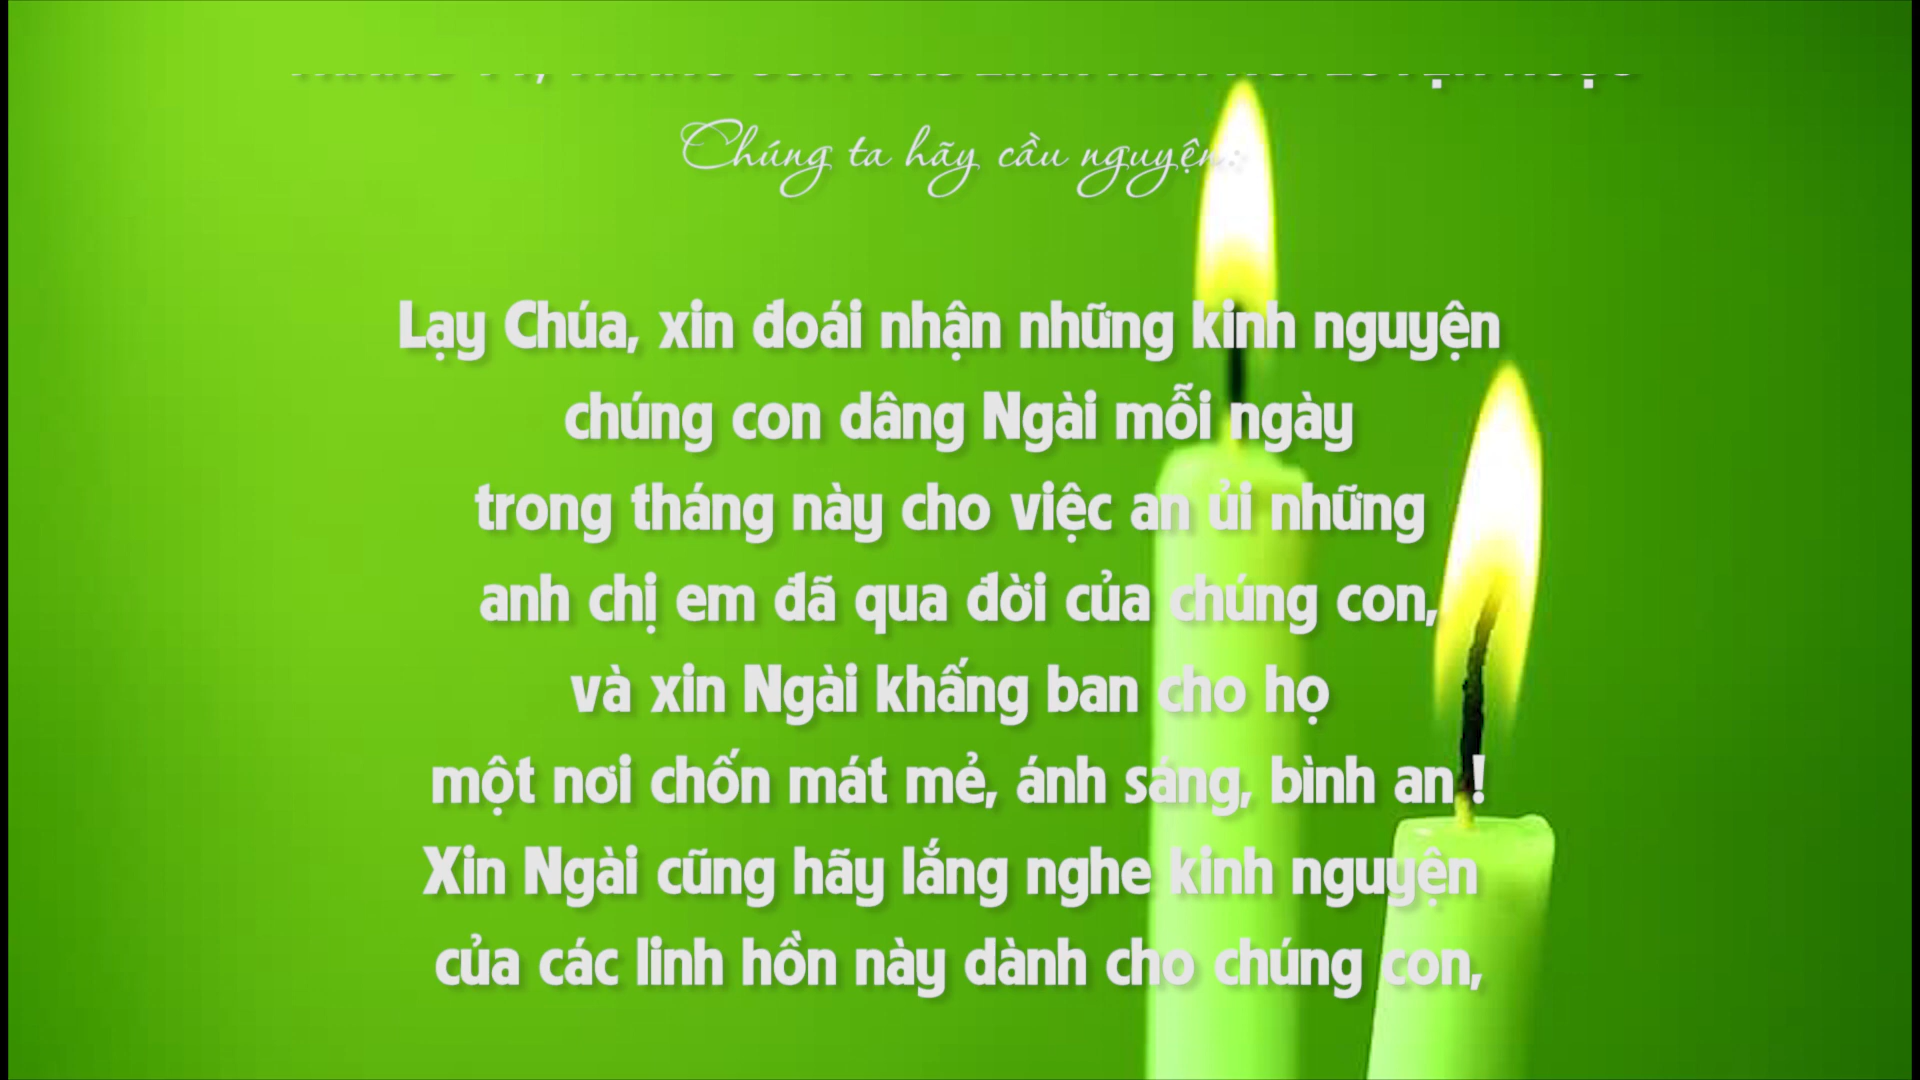 Chúng ta hãy cầu nguyện:
Lạy Chúa, xin đoái nhận những kinh nguyện
chúng con dâng Ngài mỗi ngày
trong tháng này cho việc an ủi những
anh chị em đã qua đời của chúng con,
và xin Ngài khấng ban cho họ
một nơi chốn mát mẻ, ánh sáng, bình an !
Xin Ngài cũng hãy lắng nghe kinh nguyện
của các linh hồn này dành cho chúng con,